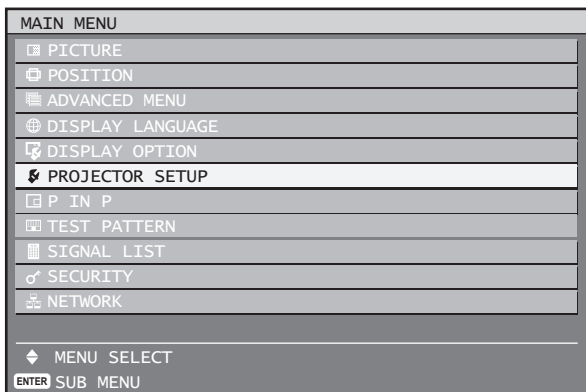 MAIN MENU
PICTURE
POSITION
ADVANCED MENU
DISPLAY LANGUAGE
DISPLAY OPTION
PROJECTOR SETUP
P IN P
TEST PATTERN
SIGNAL LIST
SECURITY
NETWORK
MENU SELECT
ENTER SUB MENU